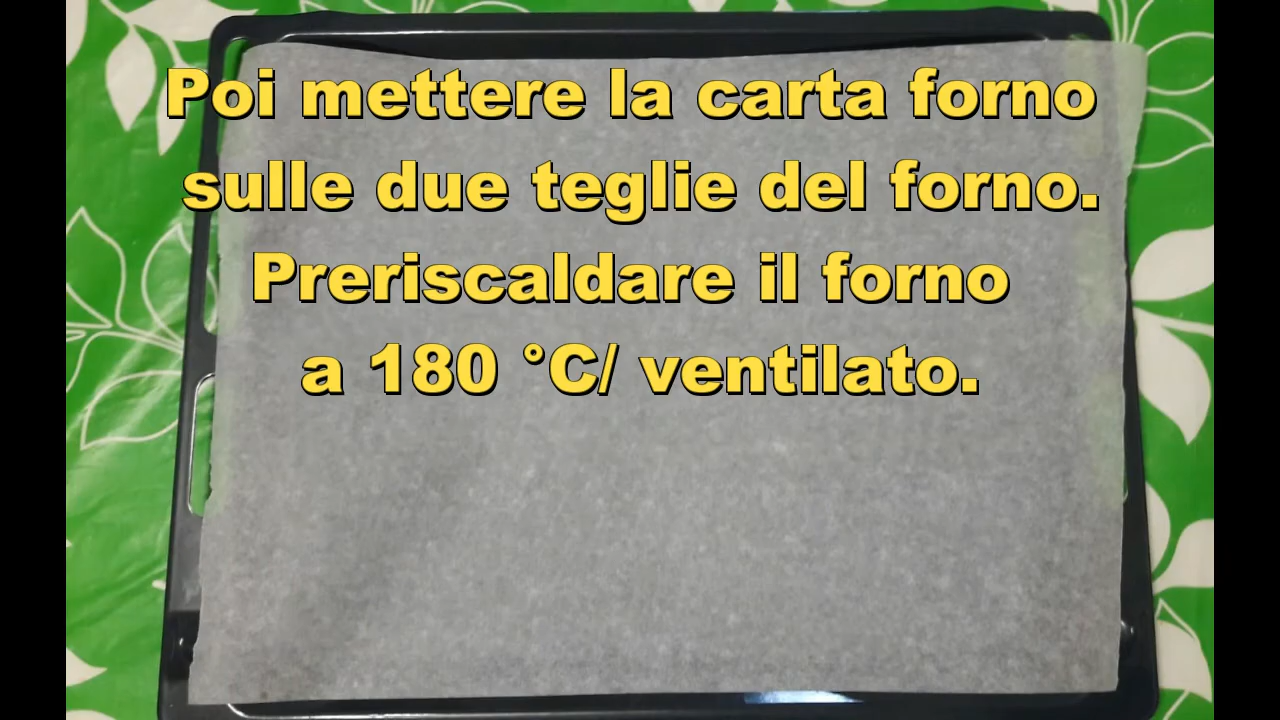 Poi mettere la carta forno
sulle due teglie del forno.
Preriscaldare il forno
a 180 °C/ ventilato.